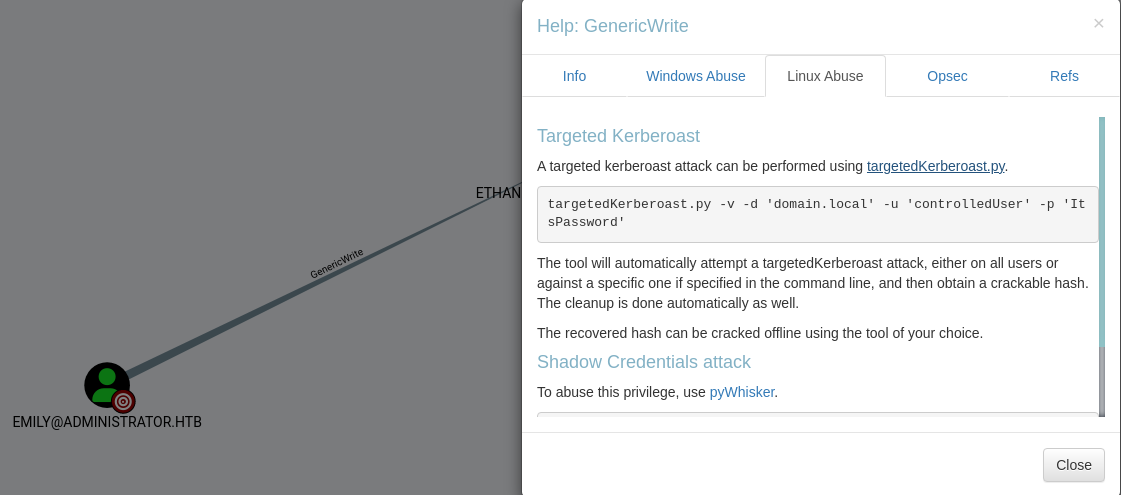 Help: GenericWrite
×
Info
Windows Abuse
Linux Abuse
Opsec
Refs
Targeted Kerberoast
A targeted kerberoast attack can be performed using targetedKerberoast.py.
targetedKerberoast.py -v -d 'domain.local' -u 'controlledUser' -p 'It
sPassword'
The tool will automatically attempt a targetedKerberoast attack, either on all users or
against a specific one if specified in the command line, and then obtain a crackable hash.
The cleanup is done automatically as well.
The recovered hash can be cracked offline using the tool of your choice.
Shadow Credentials attack
To abuse this privilege, use pyWhisker.
Close
ETHAN
GenericWrite
EMILY@ADMINISTRATOR.HTB